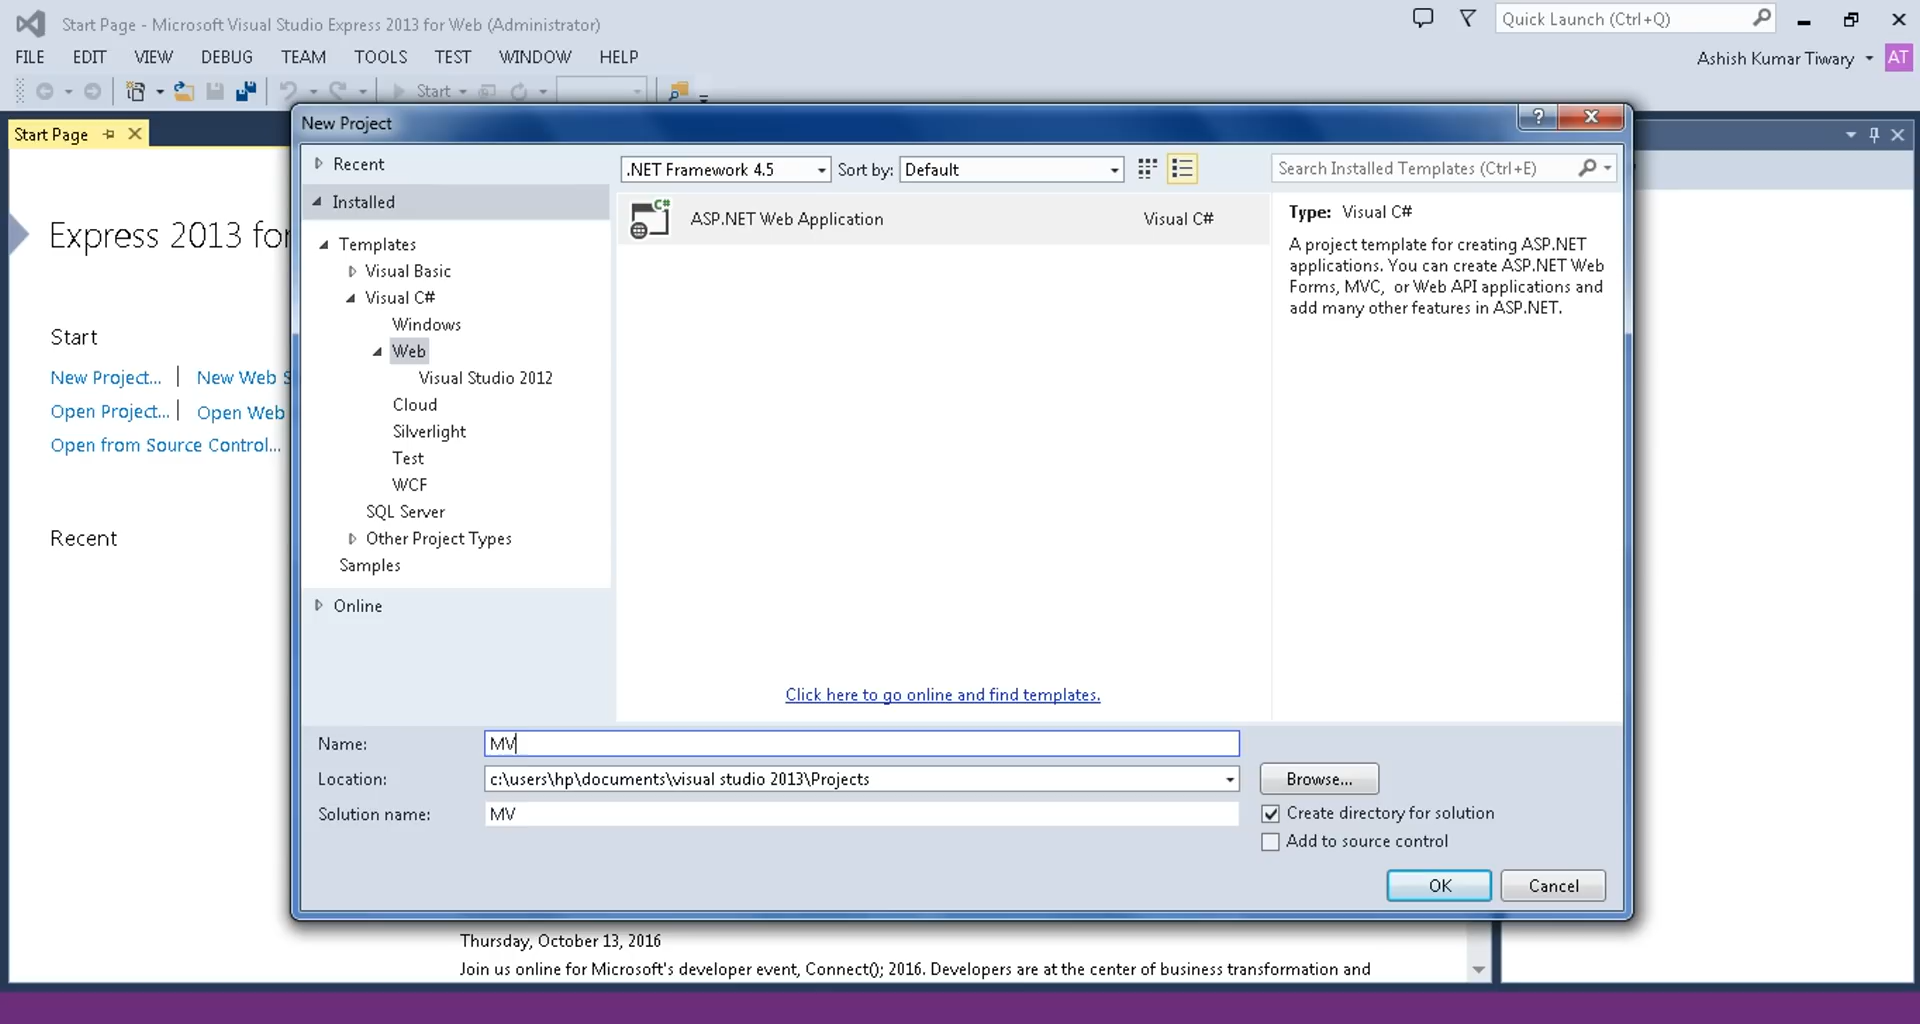 Start Page - Microsoft Visual Studio Express 2013 for Web (Administrator)
Quick Launch (Ctrl+Q)
FILE EDIT VIEW DEBUG TEAM TOOLS TEST WINDOW HELP
Ashish Kumar Tiwary AT
Start
Start Page
New Project
?
Recent
.NET Framework 4.5 Sort by: Default
Search Installed Templates (Ctrl+E)
Installed
C# ASP.NET Web Application Visual C#
Type: Visual C#
A project template for creating ASP.NET
applications. You can create ASP.NET Web
Forms, MVC, or Web API applications and
add many other features in ASP.NET.
Templates
Visual Basic
Visual C#
Windows
Web
Visual Studio 2012
Cloud
Silverlight
Test
WCF
SQL Server
Other Project Types
Samples
Online
Express 2013 for
Start
New Project... New Web S
Open Project... Open Web
Open from Source Control...
Recent
Click here to go online and find templates.
Name: MV
Location: c:\users\hp\documents\visual studio 2013\Projects Browse...
Solution name: MV
Create directory for solution
Add to source control
OK Cancel
Thursday, October 13, 2016
Join us online for Microsoft's developer event, Connect(); 2016. Developers are at the center of business transformation and